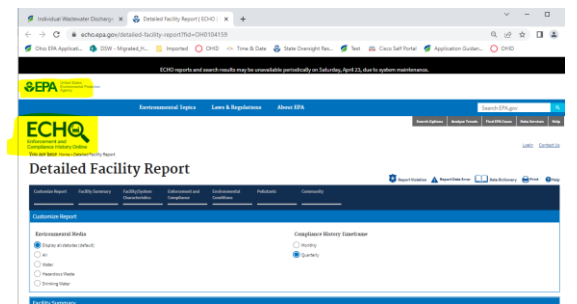 Individual Wastewater Discharge
Detailed Facility Report | ECHO |
echo.epa.gov/detailed-facility-report?fid=OH0104159
Ohio EPA Applicati...
DSW - Migrated_H...
Imported
OHID
Time & Date
State Oversight Res...
Test
Cisco Self Portal
Application Guidan...
OHID
ECHO reports and search results may be unavailable periodically on Saturday, April 23, due to system maintenance.
EPA United States
Environmental Protection
Agency
Environmental Topics
Laws & Regulations
About EPA
Search EPA.gov
Search Options
Analyze Trends
Find EPA Cases
Data Services
Help
ECHO
Enforcement and
Compliance History Online
Login
Contact Us
You are here: Home » Detailed Facility Report
Detailed Facility Report
Report Violation
Report Data Error
Data Dictionary
Print
Help
Customize Report
Facility Summary
Facility/System
Characteristics
Enforcement and
Compliance
Environmental
Conditions
Pollutants
Community
Customize Report
Environmental Media
Display all statutes (default)
Air
Water
Hazardous Waste
Drinking Water
Compliance History Timeframe
Monthly
Quarterly
Facility Summary